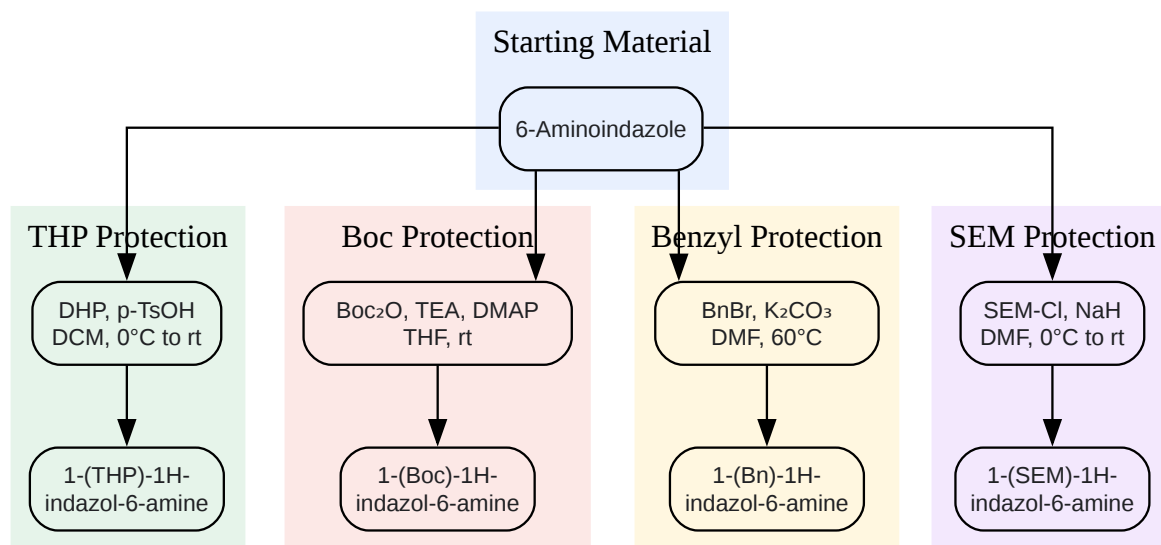 Starting Material
6-Aminoindazole
THP Protection
DHP, p-TsOH
DCM, 0°C to rt
1-(THP)-1H-
indazol-6-amine
Boc Protection
Boc₂O, TEA, DMAP
THF, rt
1-(Boc)-1H-
indazol-6-amine
Benzyl Protection
BnBr, K₂CO₃
DMF, 60°C
1-(Bn)-1H-
indazol-6-amine
SEM Protection
SEM-Cl, NaH
DMF, 0°C to rt
1-(SEM)-1H-
indazol-6-amine